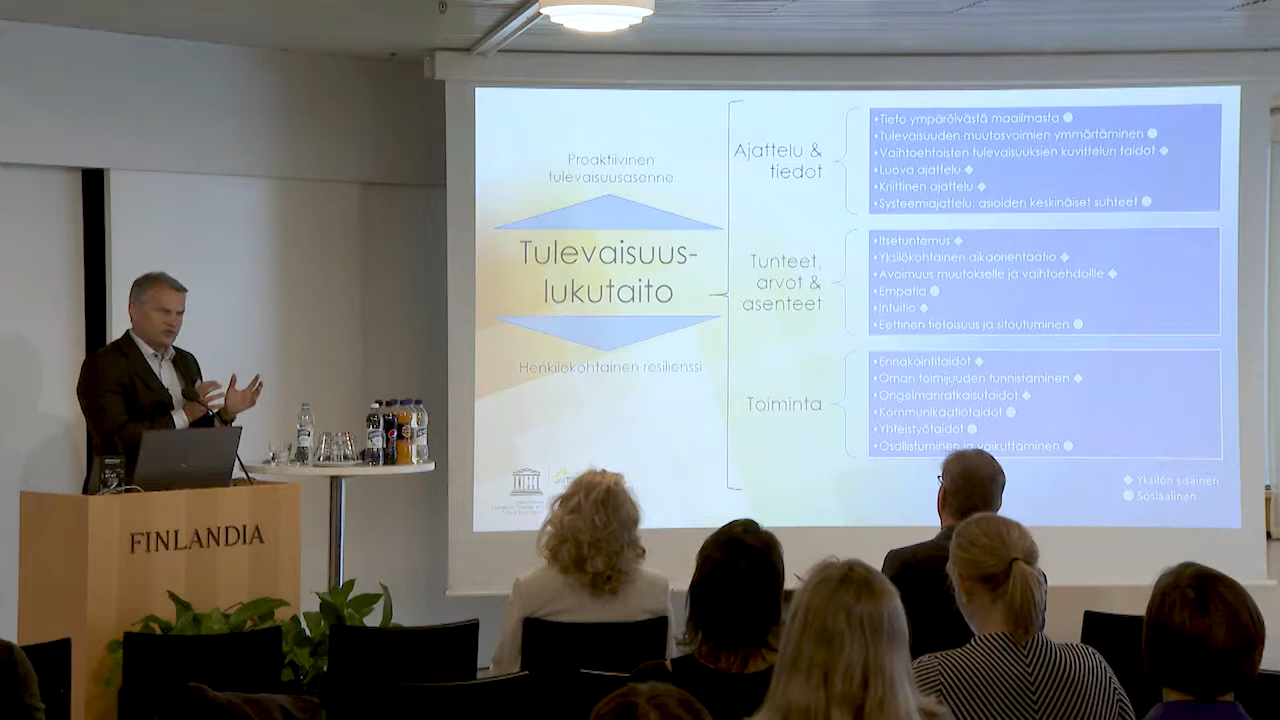 Proaktiivinen
tulevaisuusasenne
Tulevaisuus-
lukutaito
Henkilökohtainen resilienssi
Ajattelu &
tiedot
•Tieto ympäröivästä maailmasta
•Tulevaisuuden muutosvoimien ymmärtäminen
•Vaihtoehtoisten tulevaisuuksien kuvittelun taidot
•Luova ajattelu
•Kriittinen ajattelu
•Systeemiajattelu: asioiden keskinäiset suhteet
Tunteet,
arvot &
asenteet
•Itsetuntemus
•Yksilökohtainen aikaorientaatio
•Avoimuus muutokselle ja vaihtoehdoille
•Empatia
•Intuitio
•Eettinen tietoisuus ja sitoutuminen
Toiminta
•Ennakointitaidot
•Oman toimijuuden tunnistaminen
•Ongelmanratkaisutaidot
•Kommunikaatiotaidot
•Yhteistyötaidot
•Osallistuminen ja vaikuttaminen
Yksilön sisäinen
Sosiaalinen
FINLANDIA